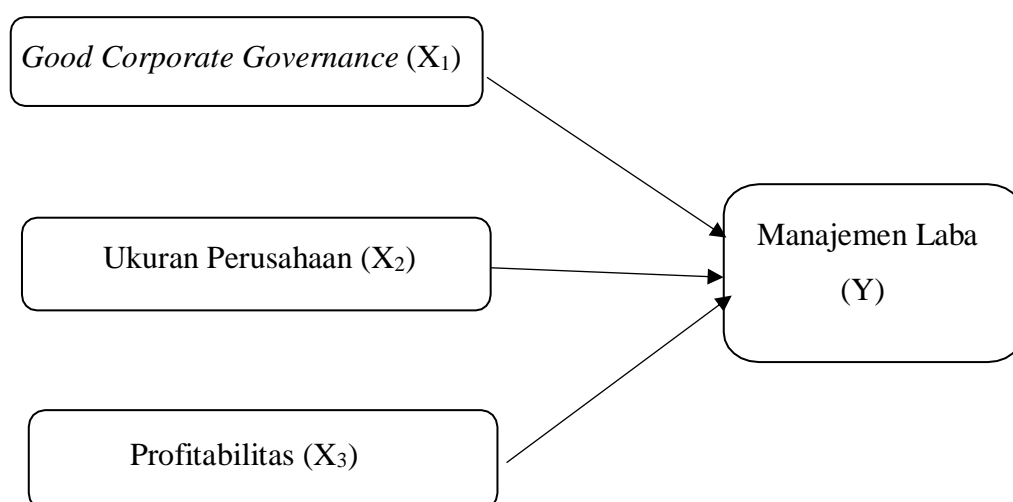 Good Corporate Governance (X₁)
Ukuran Perusahaan (X₂)
Manajemen Laba
(Y)
Profitabilitas (X₃)